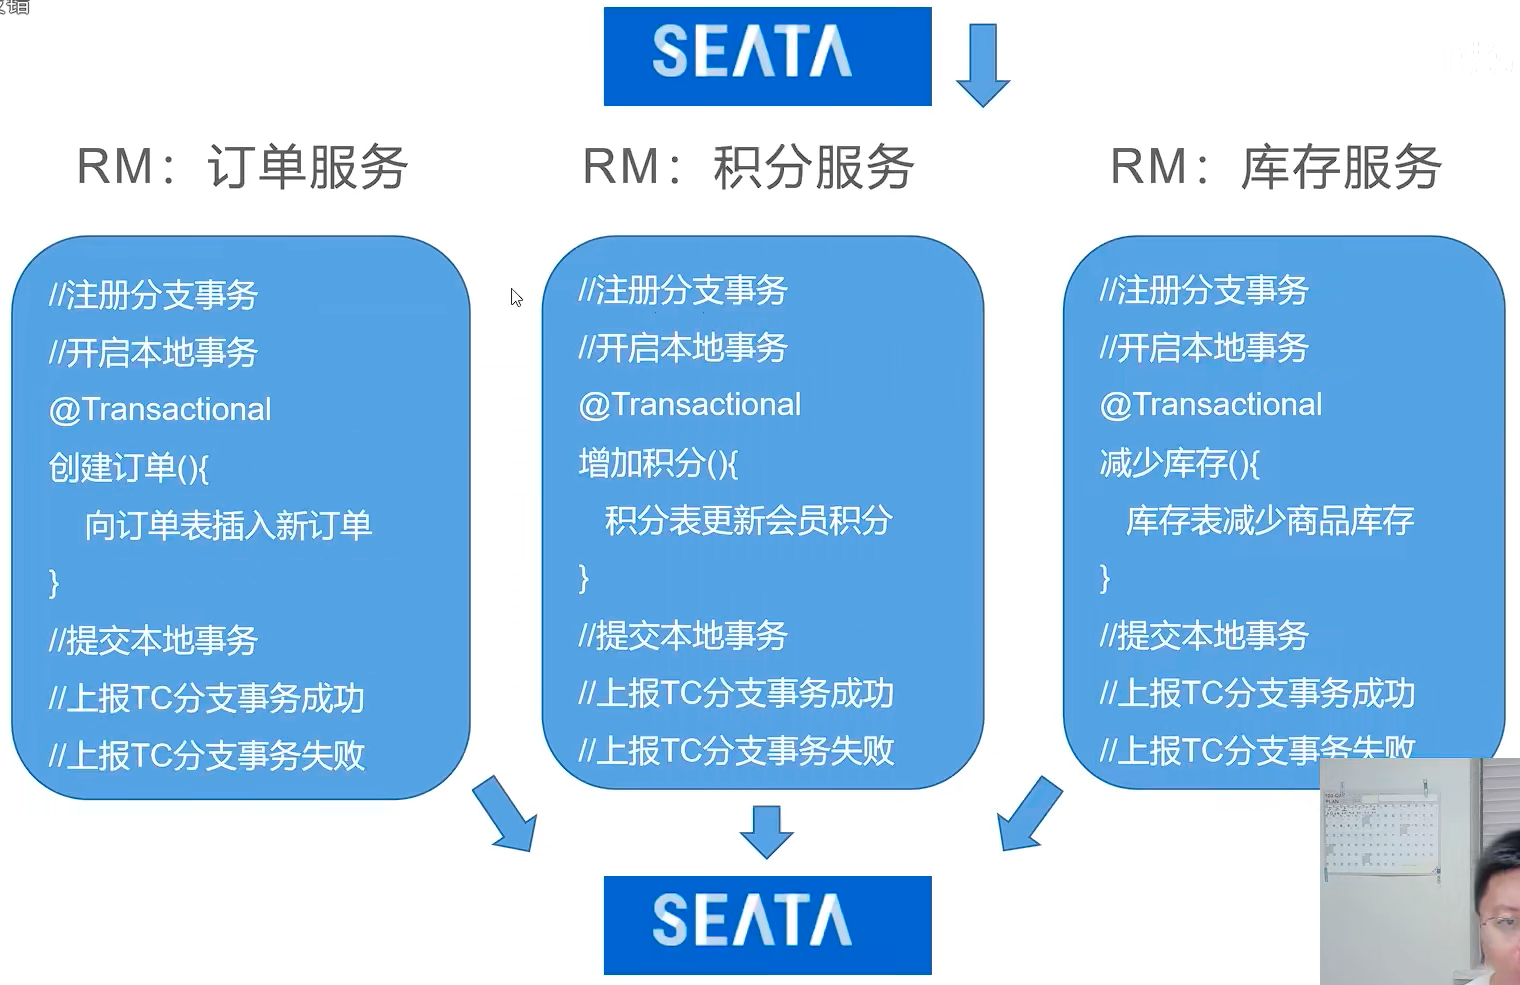 SEATA
RM：订单服务
//注册分支事务
//开启本地事务
@Transactional
创建订单(){
向订单表插入新订单
}
//提交本地事务
//上报TC分支事务成功
//上报TC分支事务失败
RM：积分服务
//注册分支事务
//开启本地事务
@Transactional
增加积分(){
积分表更新会员积分
}
//提交本地事务
//上报TC分支事务成功
//上报TC分支事务失败
RM：库存服务
//注册分支事务
//开启本地事务
@Transactional
减少库存(){
库存表减少商品库存
}
//提交本地事务
//上报TC分支事务成功
//上报TC分支事务失败
SEATA